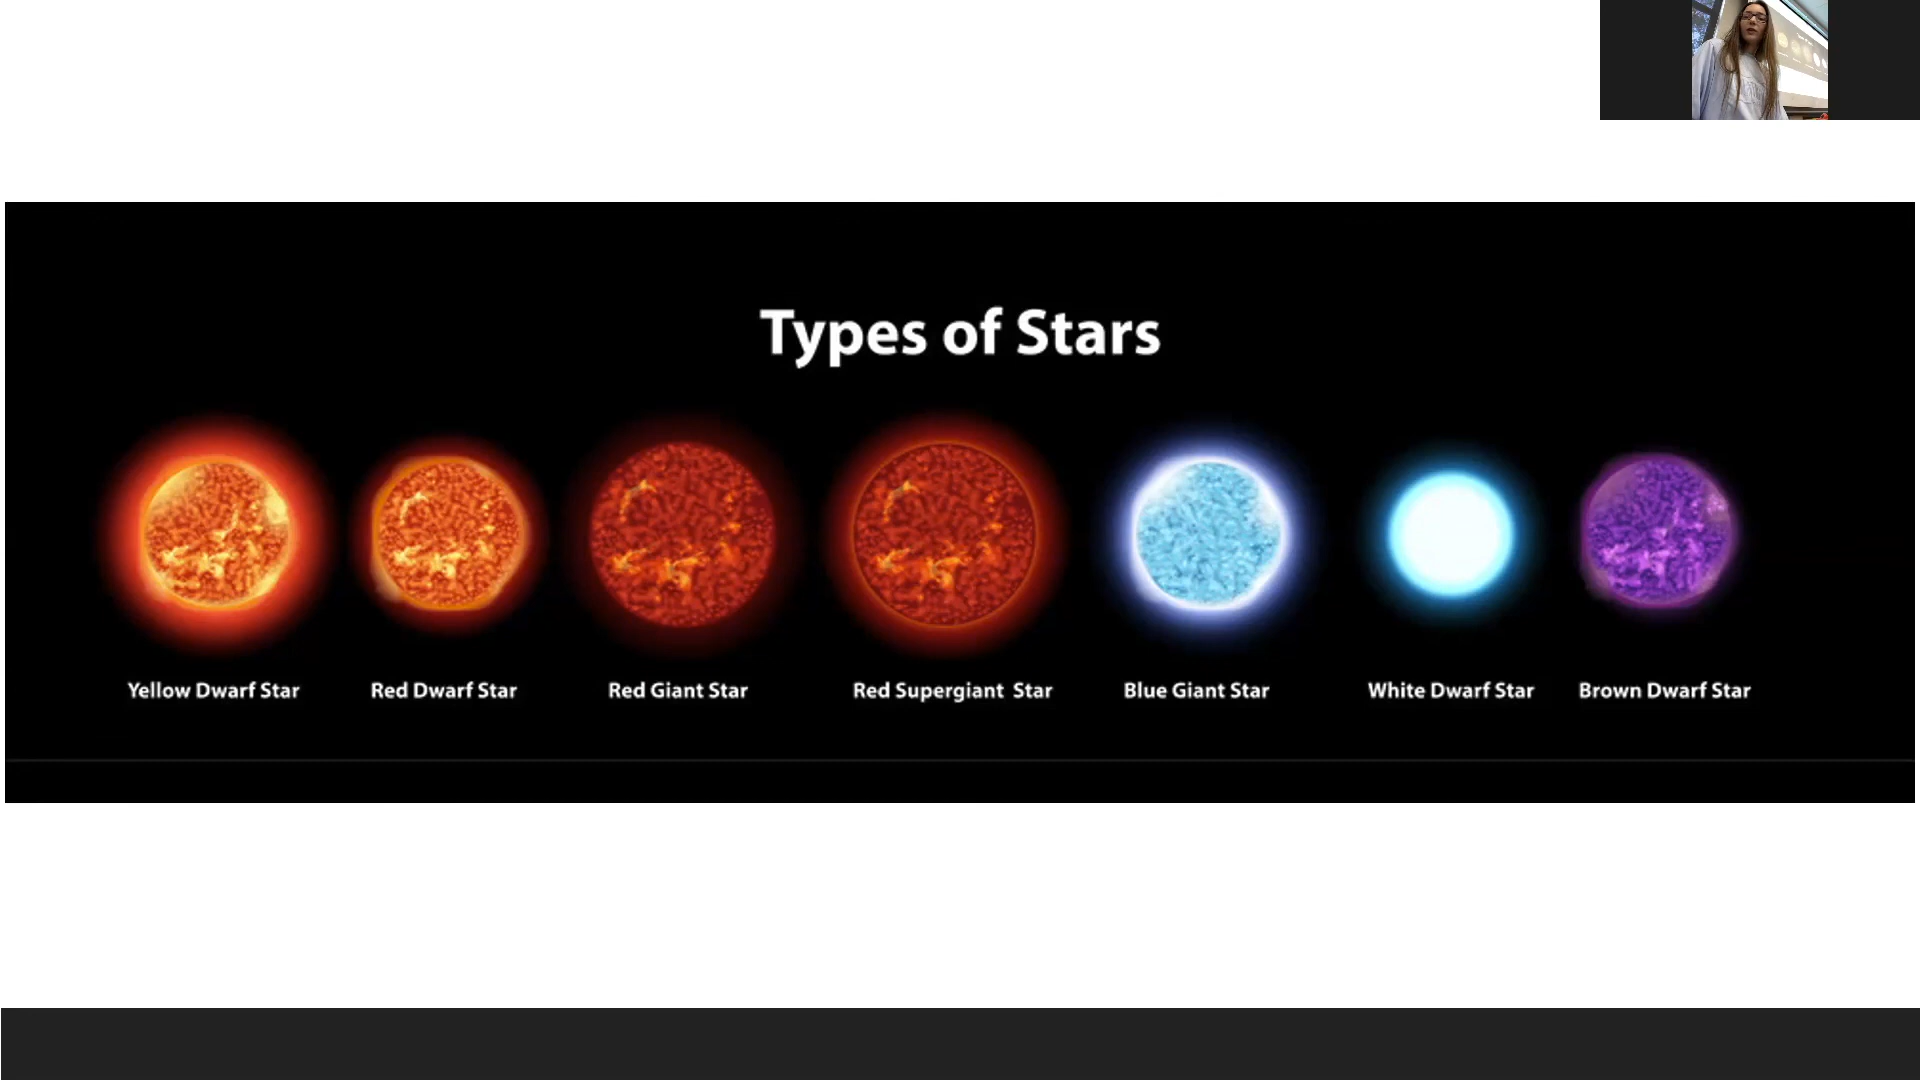 Types of Stars
Yellow Dwarf Star
Red Dwarf Star
Red Giant Star
Red Supergiant Star
Blue Giant Star
White Dwarf Star
Brown Dwarf Star